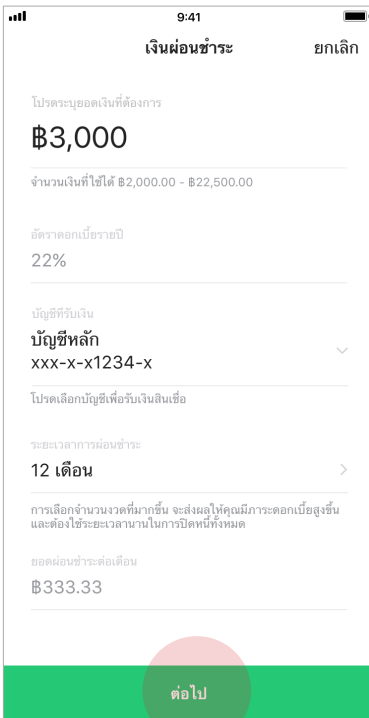 9:41
เงินผ่อนชำระ ยกเลิก
โปรดระบุยอดเงินที่ต้องการ
฿3,000
จำนวนเงินที่ใช้ได้ ฿2,000.00 - ฿22,500.00
อัตราดอกเบี้ยรายปี
22%
บัญชีที่รับเงิน
บัญชีหลัก
xxx-x-x1234-x
โปรดเลือกบัญชีเพื่อรับเงินสินเชื่อ
ระยะเวลาการผ่อนชำระ
12 เดือน
การเลือกจำนวนงวดที่มากขึ้น จะส่งผลให้คุณมีภาระดอกเบี้ยสูงขึ้น
และต้องใช้ระยะเวลานานในการปิดหนี้ทั้งหมด
ยอดผ่อนชำระต่อเดือน
฿333.33
ต่อไป